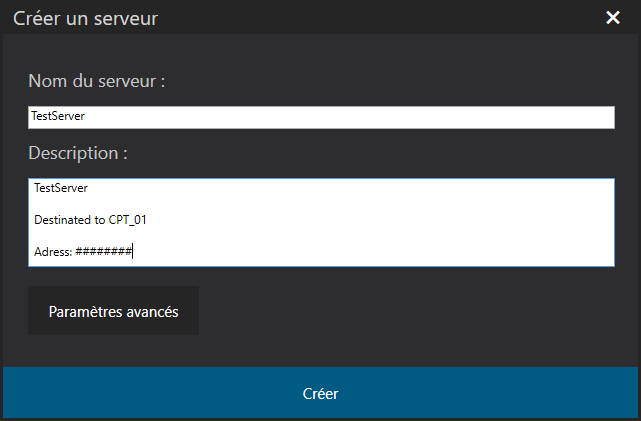 Créer un serveur
Nom du serveur :
TestServer
Description :
TestServer
Destinated to CPT_01
Adress: ########
Paramètres avancés
Créer